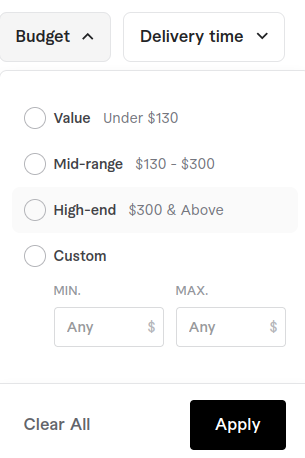 Budget Delivery time
Value Under $130
Mid-range $130 - $300
High-end $300 & Above
Custom
MIN. MAX.
Any $ Any $
Clear All Apply